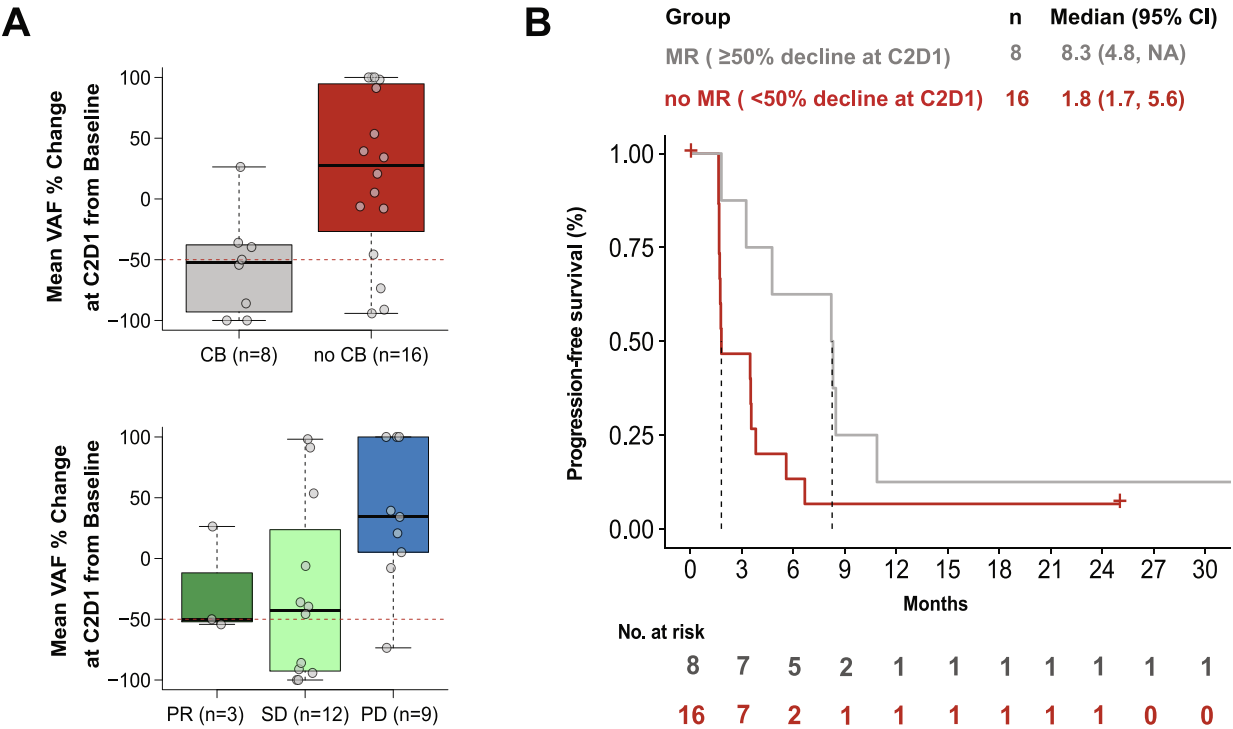 A
Mean VAF % Change
at C2D1 from Baseline
100
50
0
−50
−100
CB (n=8)
no CB (n=16)
Mean VAF % Change
at C2D1 from Baseline
100
50
0
−50
−100
PR (n=3)
SD (n=12)
PD (n=9)
B
Group n Median (95% CI)
MR ( ≥50% decline at C2D1) 8 8.3 (4.8, NA)
no MR ( <50% decline at C2D1) 16 1.8 (1.7, 5.6)
Progression-free survival (%)
1.00
0.75
0.50
0.25
0.00
0 3 6 9 12 15 18 21 24 27 30
Months
No. at risk
8 7 5 2 1 1 1 1 1 1 1
16 7 2 1 1 1 1 1 1 0 0